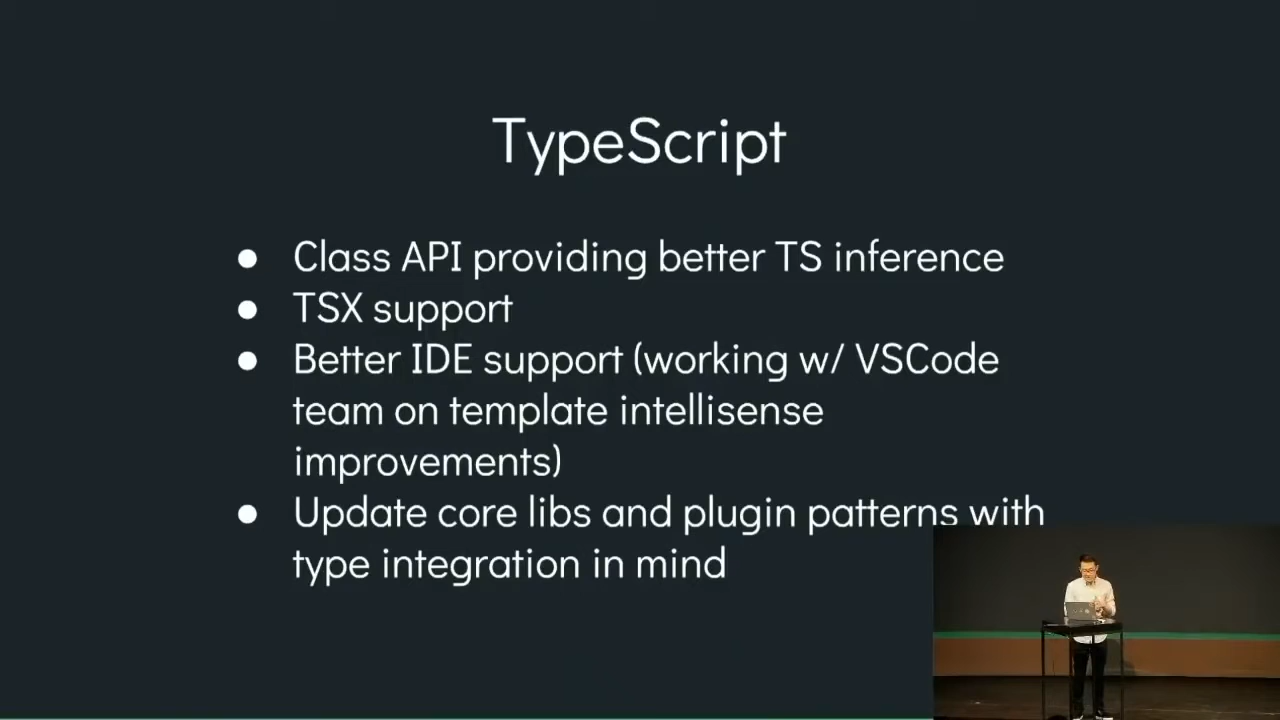 TypeScript
● Class API providing better TS inference
● TSX support
● Better IDE support (working w/ VSCode
team on template intellisense
improvements)
● Update core libs and plugin patterns with
type integration in mind